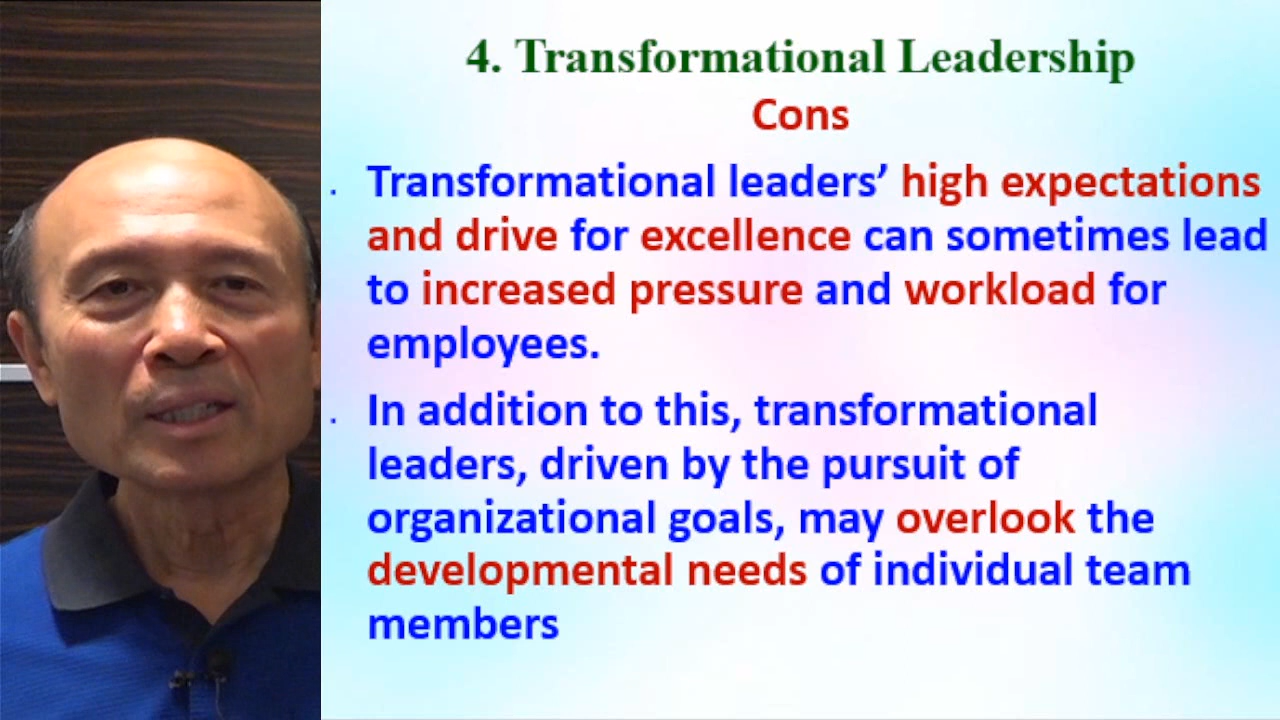 4. Transformational Leadership
Cons
. Transformational leaders’ high expectations
and drive for excellence can sometimes lead
to increased pressure and workload for
employees.
. In addition to this, transformational
leaders, driven by the pursuit of
organizational goals, may overlook the
developmental needs of individual team
members